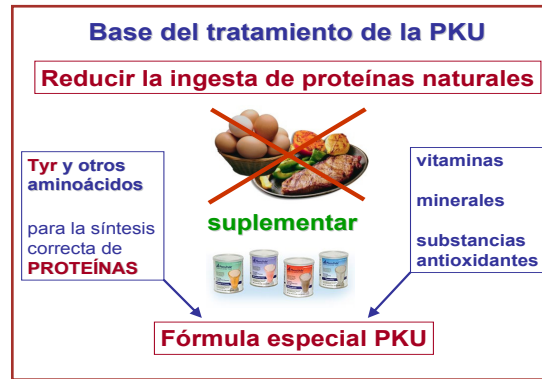 Base del tratamiento de la PKU
Reducir la ingesta de proteínas naturales
Tyr y otros
aminoácidos
para la síntesis
correcta de
PROTEÍNAS
suplementar
vitaminas
minerales
substancias
antioxidantes
Fórmula especial PKU